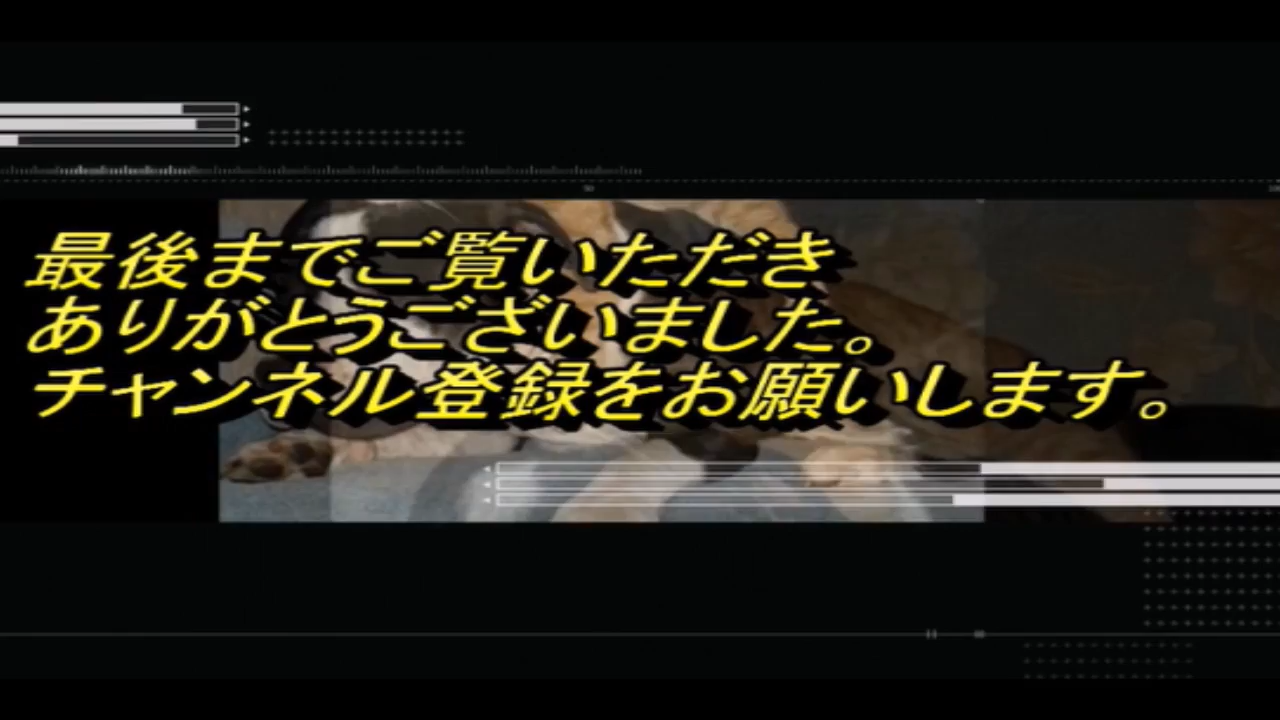 最後までご覧いただき
ありがとうございました。
チャンネル登録をお願いします。